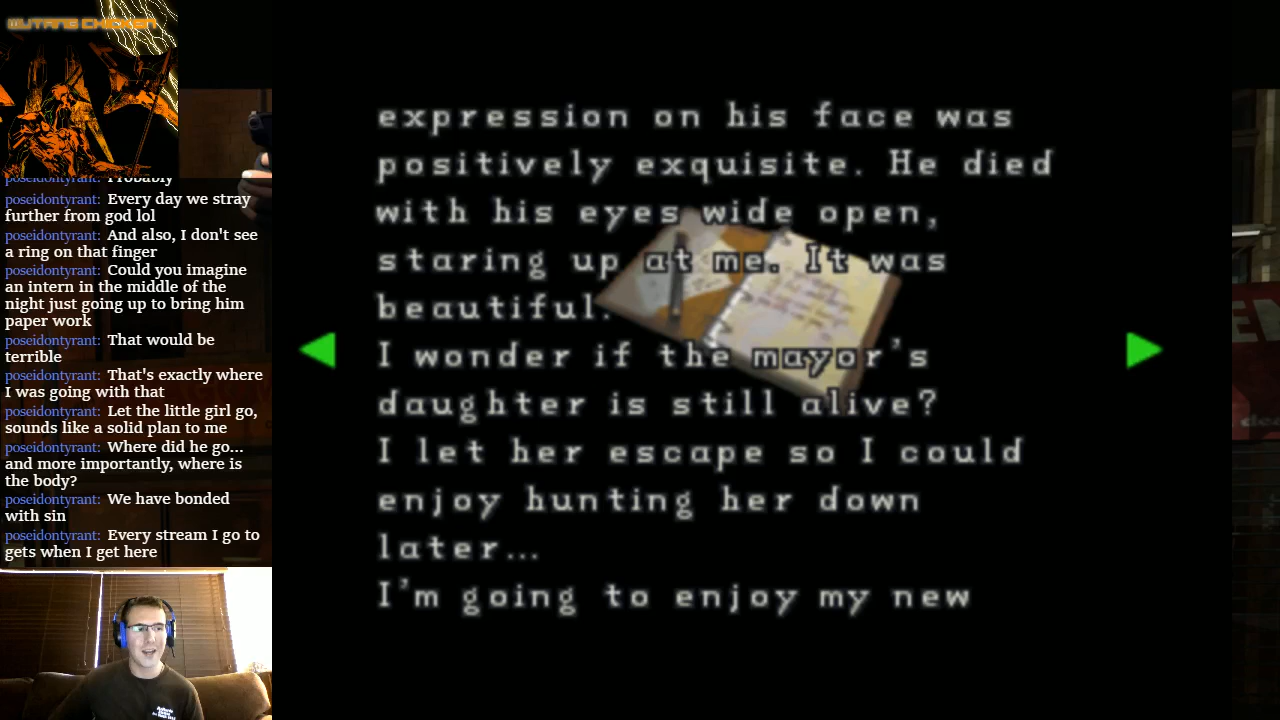 WUTANG CHICKEN
poseidontyrant: Probably
poseidontyrant: Every day we stray
further from god lol
poseidontyrant: And also, I don't see
a ring on that finger
poseidontyrant: Could you imagine
an intern in the middle of the
night just going up to bring him
paper work
poseidontyrant: That would be
terrible
poseidontyrant: That's exactly where
I was going with that
poseidontyrant: Let the little girl go,
sounds like a solid plan to me
poseidontyrant: Where did he go...
and more importantly, where is
the body?
poseidontyrant: We have bonded
with sin
poseidontyrant: Every stream I go to
gets when I get here
expression on his face was
positively exquisite. He died
with his eyes wide open,
staring up at me. It was
beautiful.
I wonder if the mayor's
daughter is still alive?
I let her escape so I could
enjoy hunting her down
later...
I'm going to enjoy my new